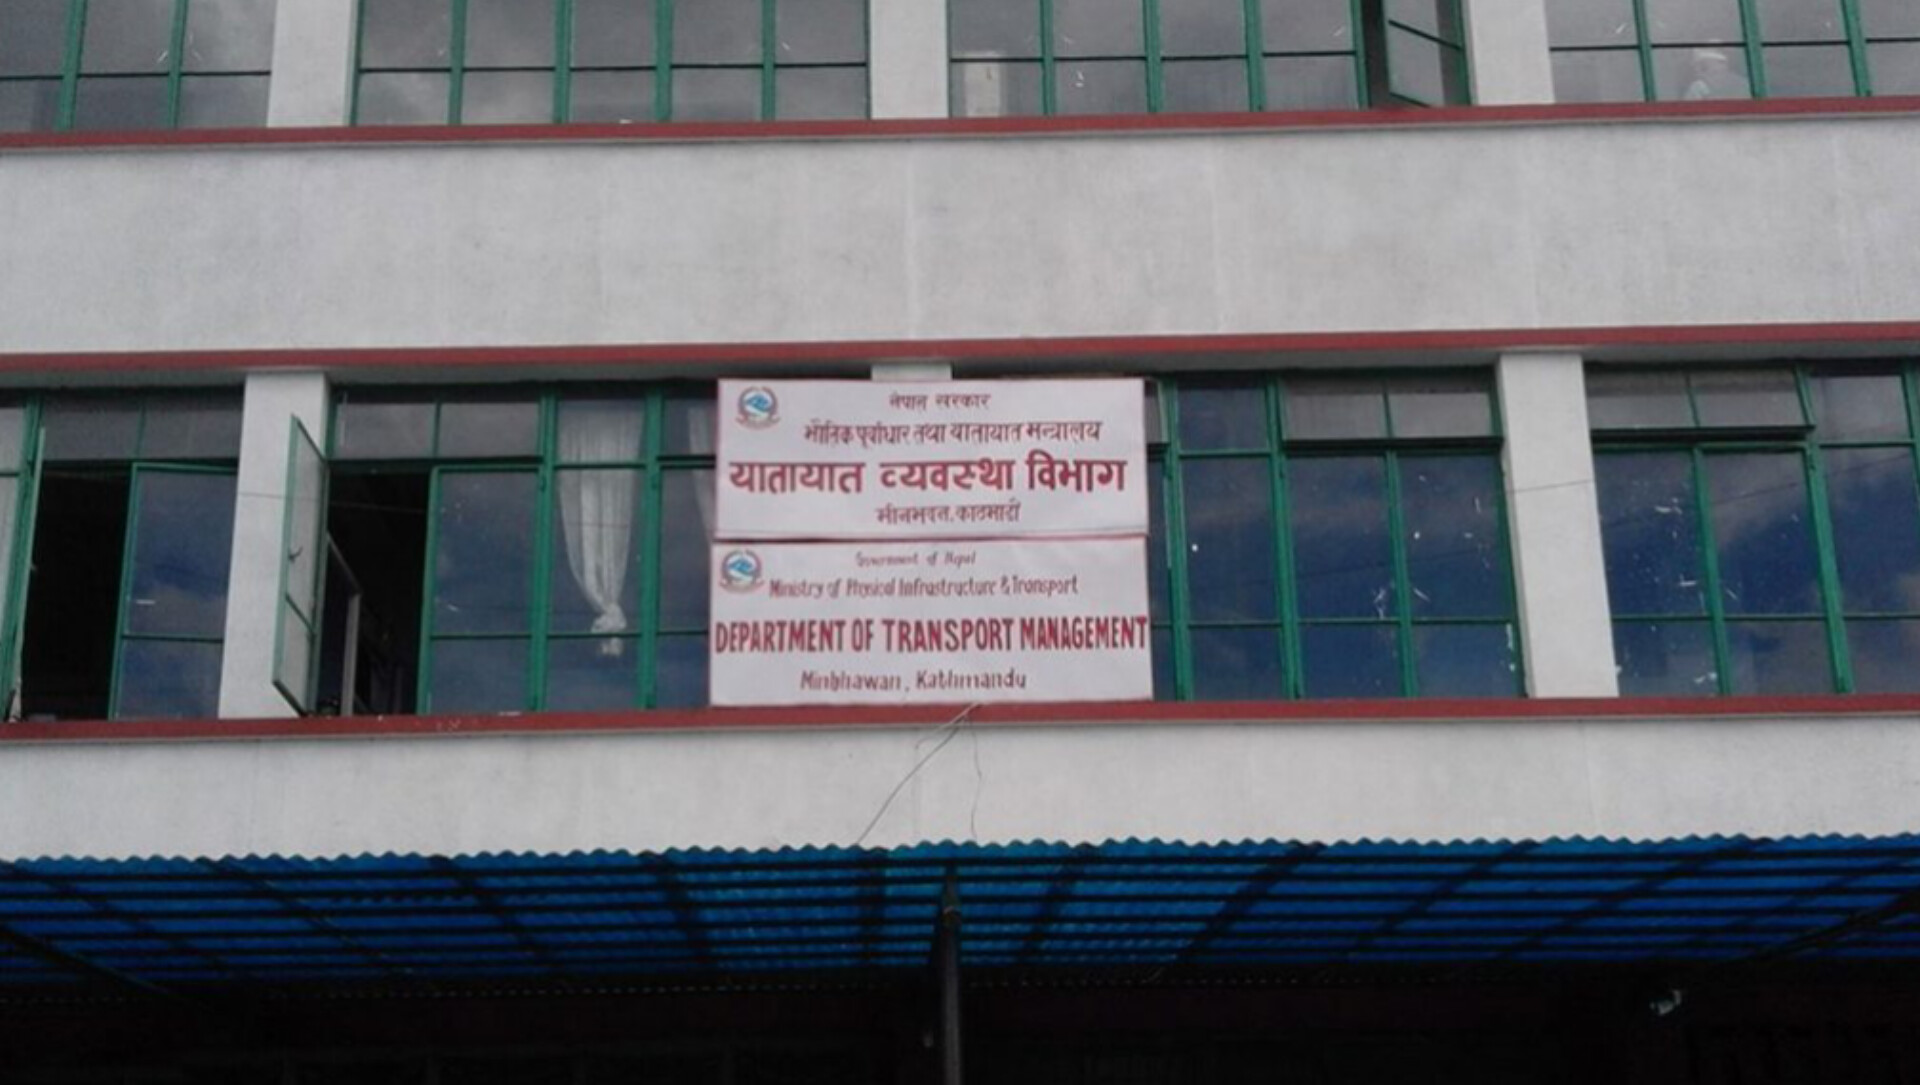 नेपाल सरकार
भौतिक पूर्वाधार तथा यातायात मन्त्रालय
यातायात व्यवस्था विभाग
मीनभवन, काठमाडौं
Government of Nepal
Ministry of Physical Infrastructure & Transport
DEPARTMENT OF TRANSPORT MANAGEMENT
Minbhawan, Kathmandu